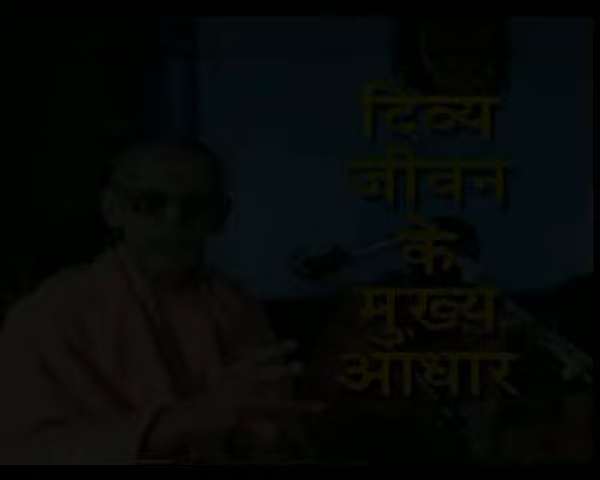 दिव्य
जीवन
के
मुख्य
आधार